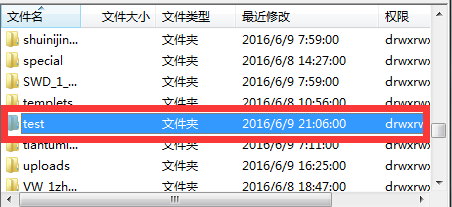 文件名 文件大小 文件类型 最近修改 权限
shuinijin... 文件夹 2016/6/9 7:59:00 drwxrwx
special 文件夹 2016/6/8 14:27:00 drwxrwx
SWD_1_... 文件夹 2016/6/9 7:59:00 drwxrwx
templets 文件夹 2016/6/8 10:56:00 drwxrwx
test 文件夹 2016/6/9 21:06:00 drwxrwx
tiantumi... 文件夹 2016/6/9 7:11:00 drwxrwx
uploads 文件夹 2016/6/9 16:25:00 drwxrwx
VW_1zh... 文件夹 2016/6/8 18:47:00 drwxrwx